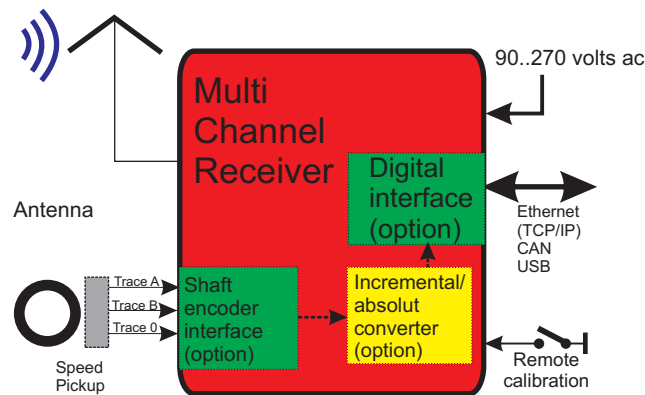 90..270 volts ac
Multi
Channel
Receiver
Digital
interface
(option)
Antenna
Ethernet
(TCP/IP)
CAN
USB
Trace A
Trace B
Trace 0
Shaft
encoder
interface
(option)
Incremental/
absolut
converter
(option)
Speed
Pickup
Remote
calibration